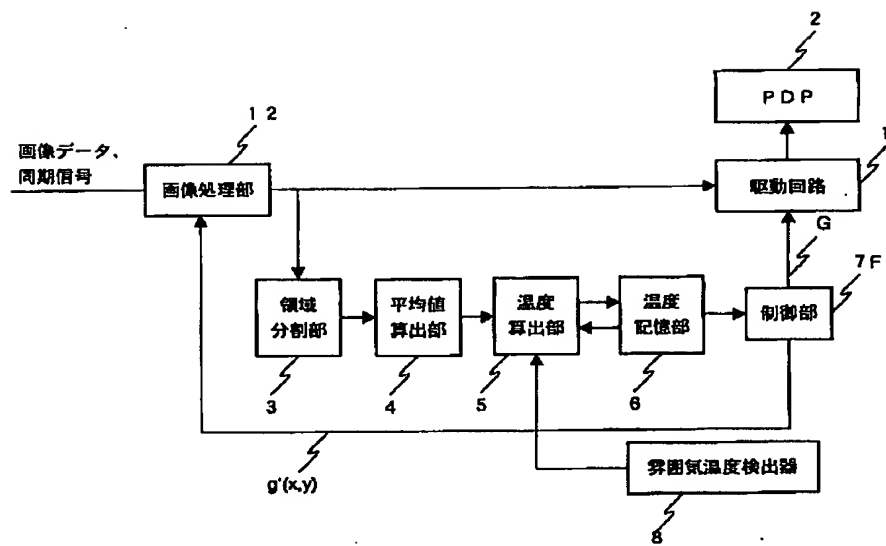 2
PDP
12
画像データ、
同期信号
画像処理部
1
駆動回路
G
7F
領域
分割部
平均値
算出部
温度
算出部
温度
記憶部
制御部
3
4
5
6
g'(x,y)
雰囲気温度検出器
8